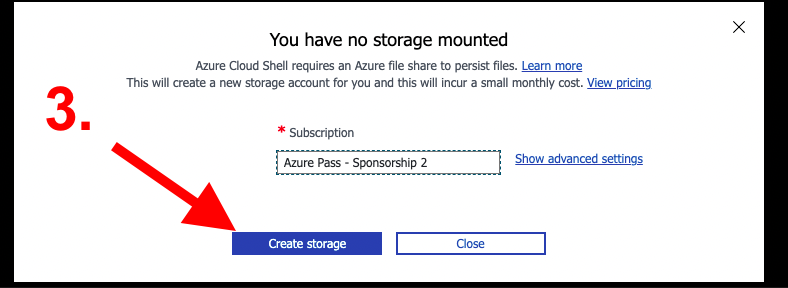 You have no storage mounted
Azure Cloud Shell requires an Azure file share to persist files. Learn more
This will create a new storage account for you and this will incur a small monthly cost. View pricing
3.
* Subscription
Azure Pass - Sponsorship 2
Show advanced settings
Create storage
Close